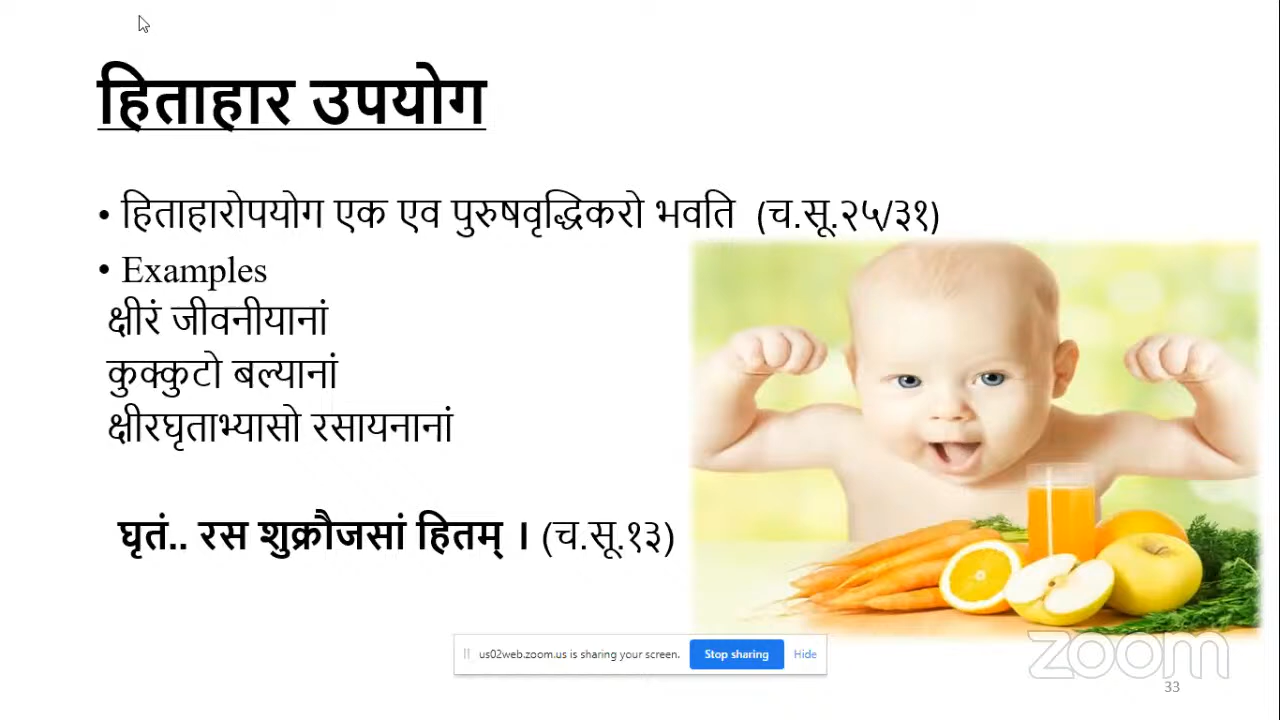 हिताहार उपयोग
• हिताहारोपयोग एक एव पुरुषवृद्धिकरो भवति (च.सू.२५/३१)
• Examples
क्षीरं जीवनीयानां
कुक्कुटो बल्यानां
क्षीरघृताभ्यासो रसायनानां
घृतं.. रस शुक्रौजसां हितम् । (च.सू.१३)
us02web.zoom.us is sharing your screen. Stop sharing Hide
zoom
33